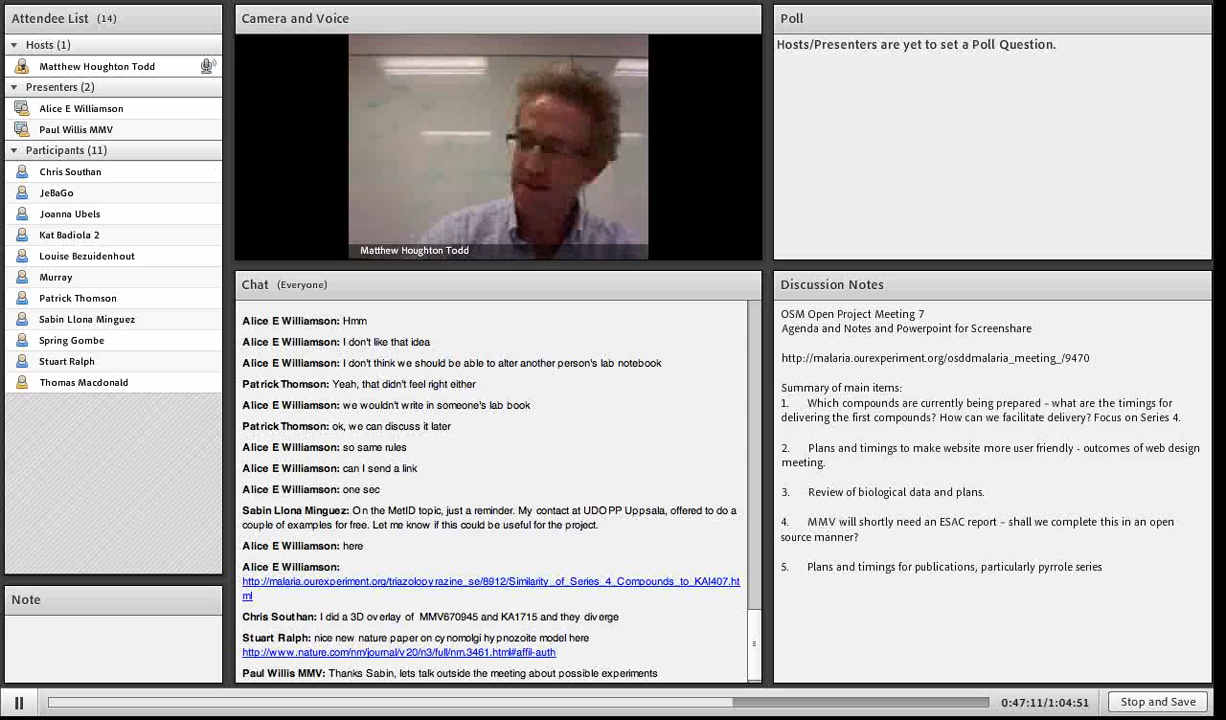 Attendee List (14)
Hosts (1)
Matthew Houghton Todd
Presenters (2)
Alice E Williamson
Paul Willis MMV
Participants (11)
Chris Southan
JeBaGo
Joanna Ubels
Kat Badiola 2
Louise Bezuidenhout
Murray
Patrick Thomson
Sabin Llona Minguez
Spring Gombe
Stuart Ralph
Thomas Macdonald
Note
Camera and Voice
Matthew Houghton Todd
Chat (Everyone)
Alice E Williamson: Hmm
Alice E Williamson: I don't like that idea
Alice E Williamson: I don't think we should be able to alter another person's lab notebook
Patrick Thomson: Yeah, that didn't feel right either
Alice E Williamson: we wouldn't write in someone's lab book
Patrick Thomson: ok, we can discuss it later
Alice E Williamson: so same rules
Alice E Williamson: can I send a link
Alice E Williamson: one sec
Sabin Llona Minguez: On the MetID topic, just a reminder. My contact at UDOPP Uppsala, offered to do a
couple of examples for free. Let me know if this could be useful for the project.
Alice E Williamson: here
Alice E Williamson:
http://malaria.ourexperiment.org/triazolopyrazine_se/8912/Similarity_of_Series_4_Compounds_to_KAI407.ht
ml
Chris Southan: I did a 3D overlay of MMV670945 and KA1715 and they diverge
Stuart Ralph: nice new nature paper on cynomolgi hypnozoite model here
http://www.nature.com/nm/journal/v20/n3/full/nm.3461.html#affil-auth
Paul Willis MMV: Thanks Sabin, lets talk outside the meeting about possible experiments
Poll
Hosts/Presenters are yet to set a Poll Question.
Discussion Notes
OSM Open Project Meeting 7
Agenda and Notes and Powerpoint for Screenshare
http://malaria.ourexperiment.org/osddmalaria_meeting_/9470
Summary of main items:
1. Which compounds are currently being prepared - what are the timings for
delivering the first compounds? How can we facilitate delivery? Focus on Series 4.
2. Plans and timings to make website more user friendly - outcomes of web design
meeting.
3. Review of biological data and plans.
4. MMV will shortly need an ESAC report – shall we complete this in an open
source manner?
5. Plans and timings for publications, particularly pyrrole series
0:47:11/1:04:51
Stop and Save